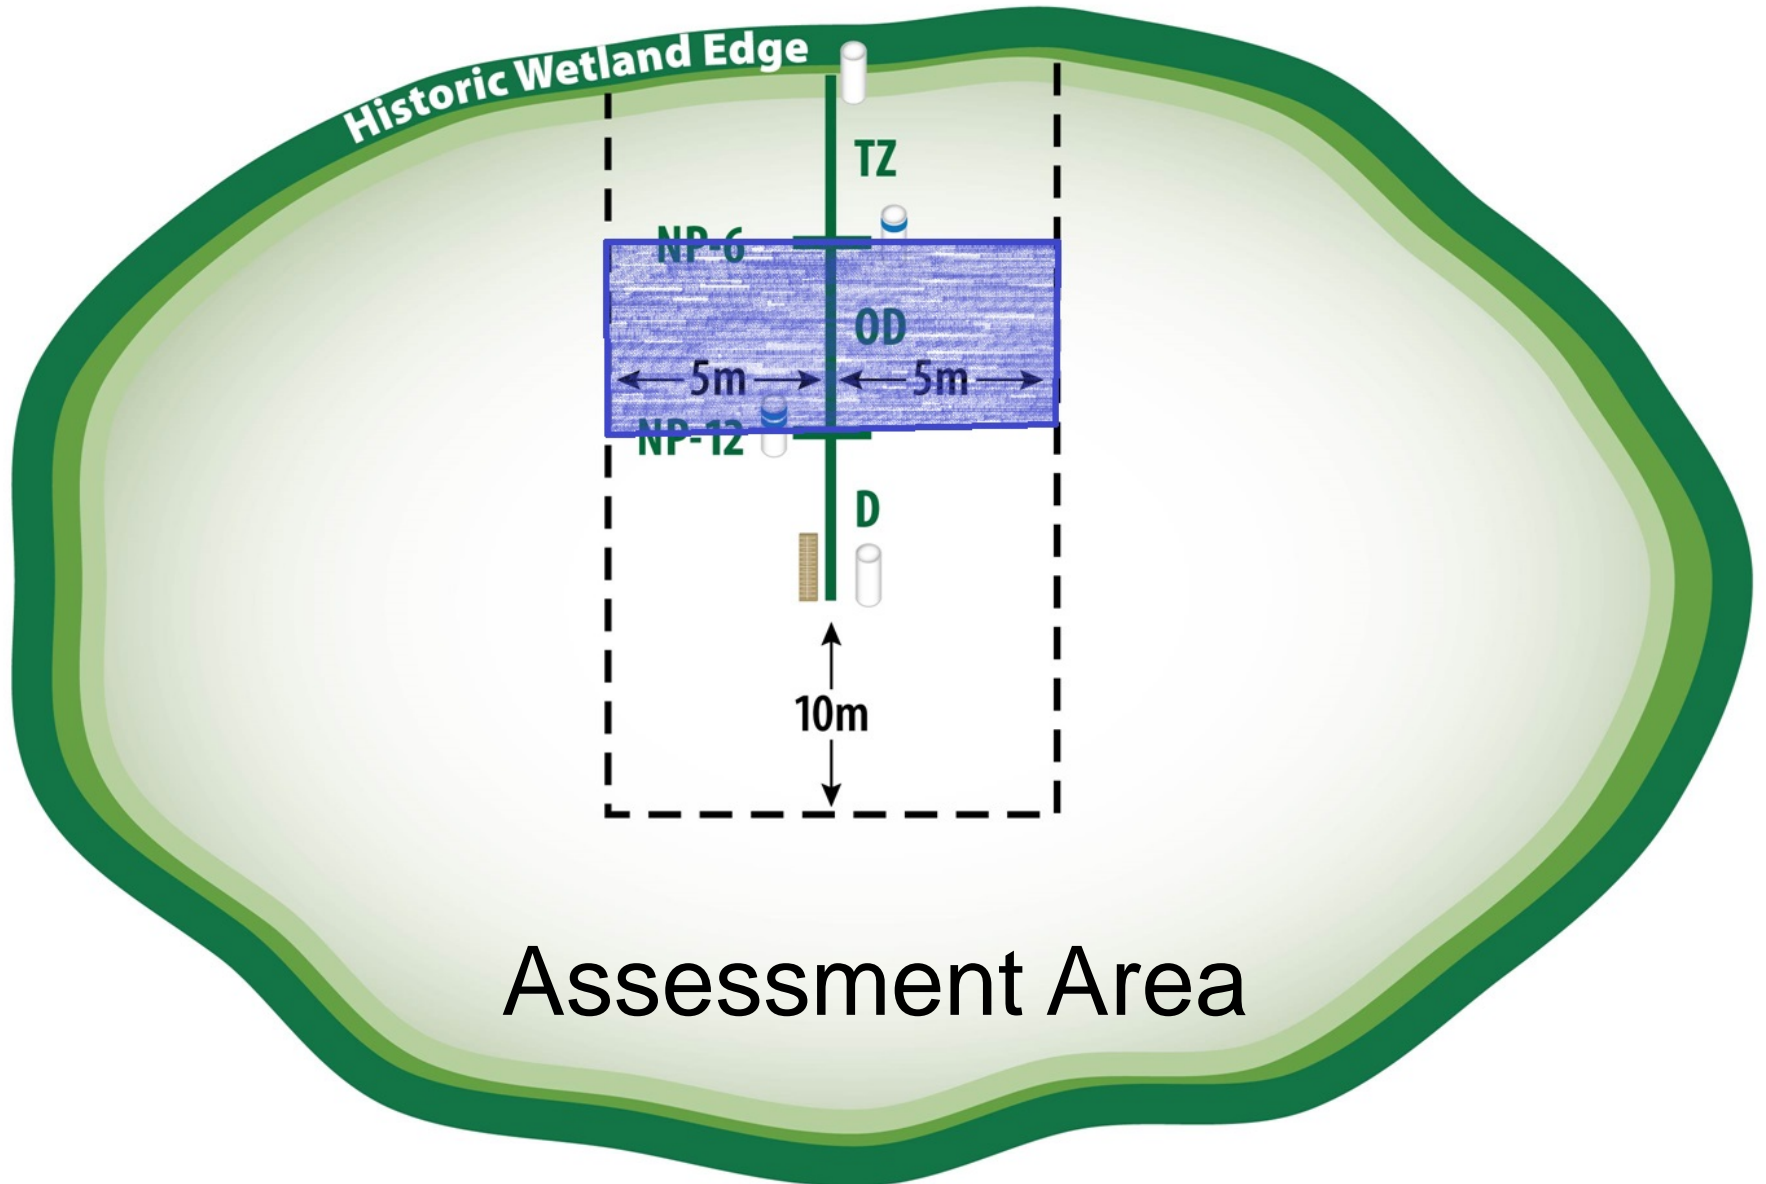 Historic Wetland Edge
TZ
NP-6
OD
5m 5m
NP-12
D
10m
Assessment Area